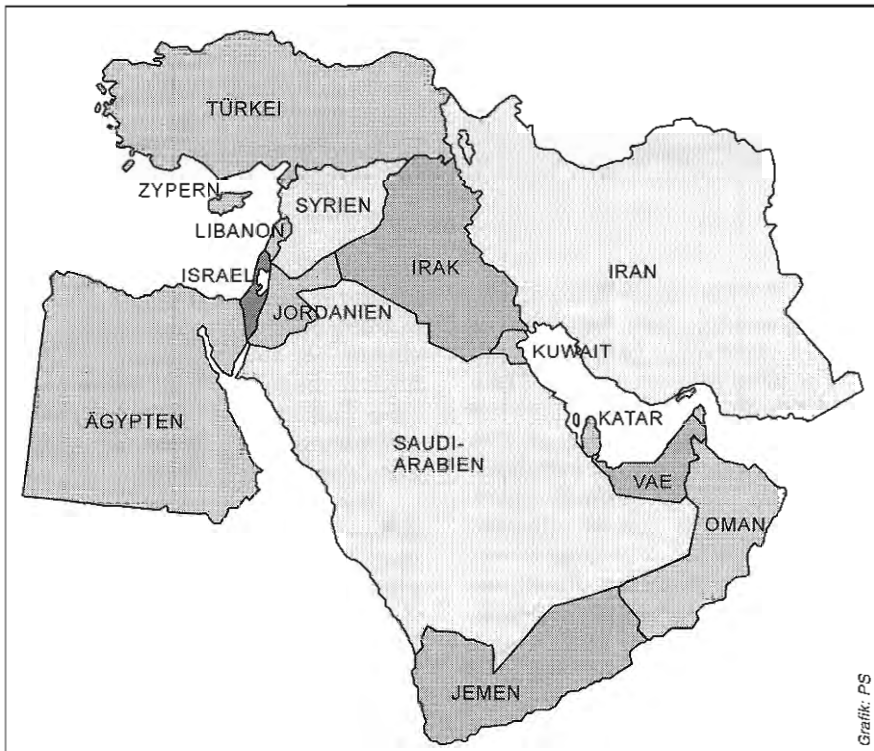 TÜRKEI
ZYPERN
SYRIEN
LIBANON
IRAK
IRAN
ISRAEL
JORDANIEN
KUWAIT
ÄGYPTEN
KATAR
SAUDI-
ARABIEN
VAE
OMAN
JEMEN
Grafik: PS